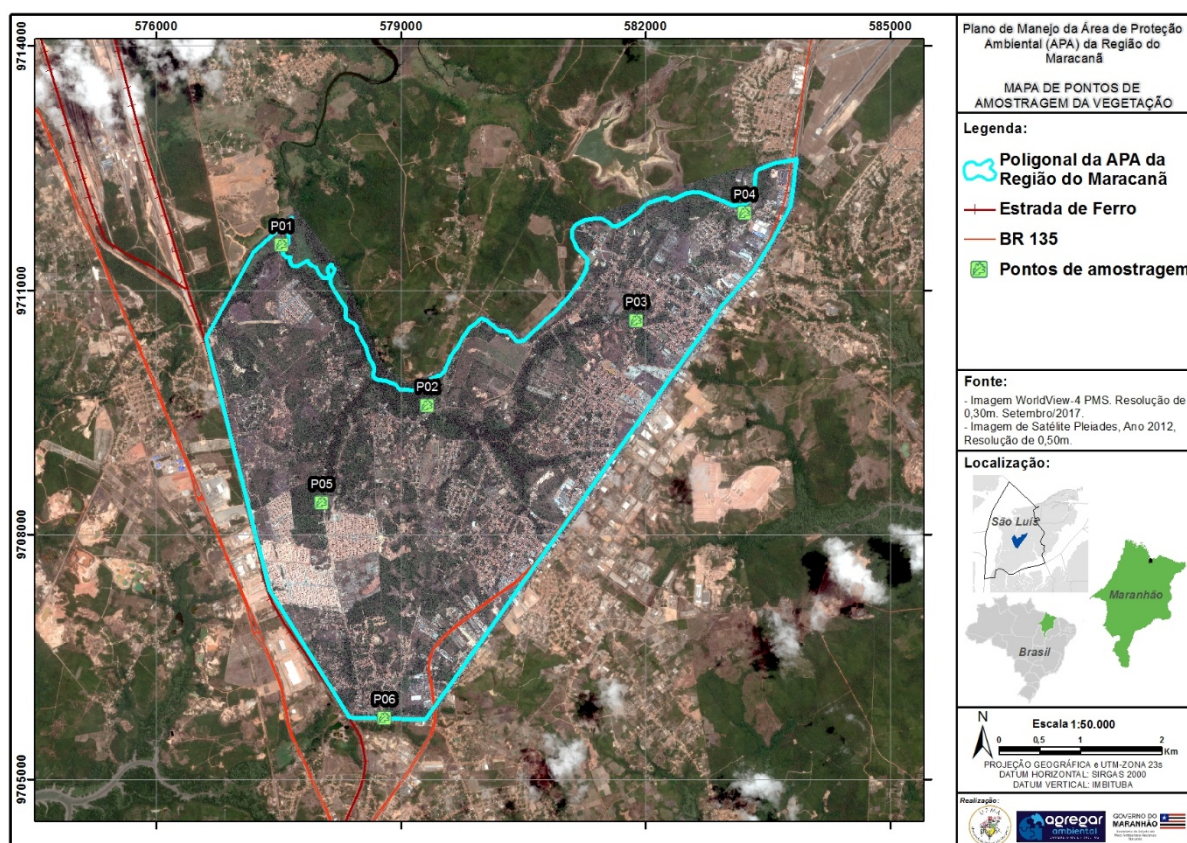 576000
579000
582000
585000
9714000
9711000
9708000
9705000
P01
P02
P03
P04
P05
P06
Plano de Manejo da Área de Proteção
Ambiental (APA) da Região do
Maracanã
MAPA DE PONTOS DE
AMOSTRAGEM DA VEGETAÇÃO
Legenda:
Poligonal da APA da
Região do Maracanã
Estrada de Ferro
BR 135
Pontos de amostragem
Fonte:
- Imagem WorldView-4 PMS. Resolução de
0,30m. Setembro/2017.
- Imagem de Satélite Pleiades, Ano 2012,
Resolução de 0,50m.
Localização:
São Luís
Maranhão
Brasil
N
Escala 1:50.000
0 0,5 1 2
Km
PROJEÇÃO GEOGRÁFICA e UTM-ZONA 23s
DATUM HORIZONTAL: SIRGAS 2000
DATUM VERTICAL: IMBITUBA
Realização:
agregar
ambiental
GOVERNO DO
MARANHÃO